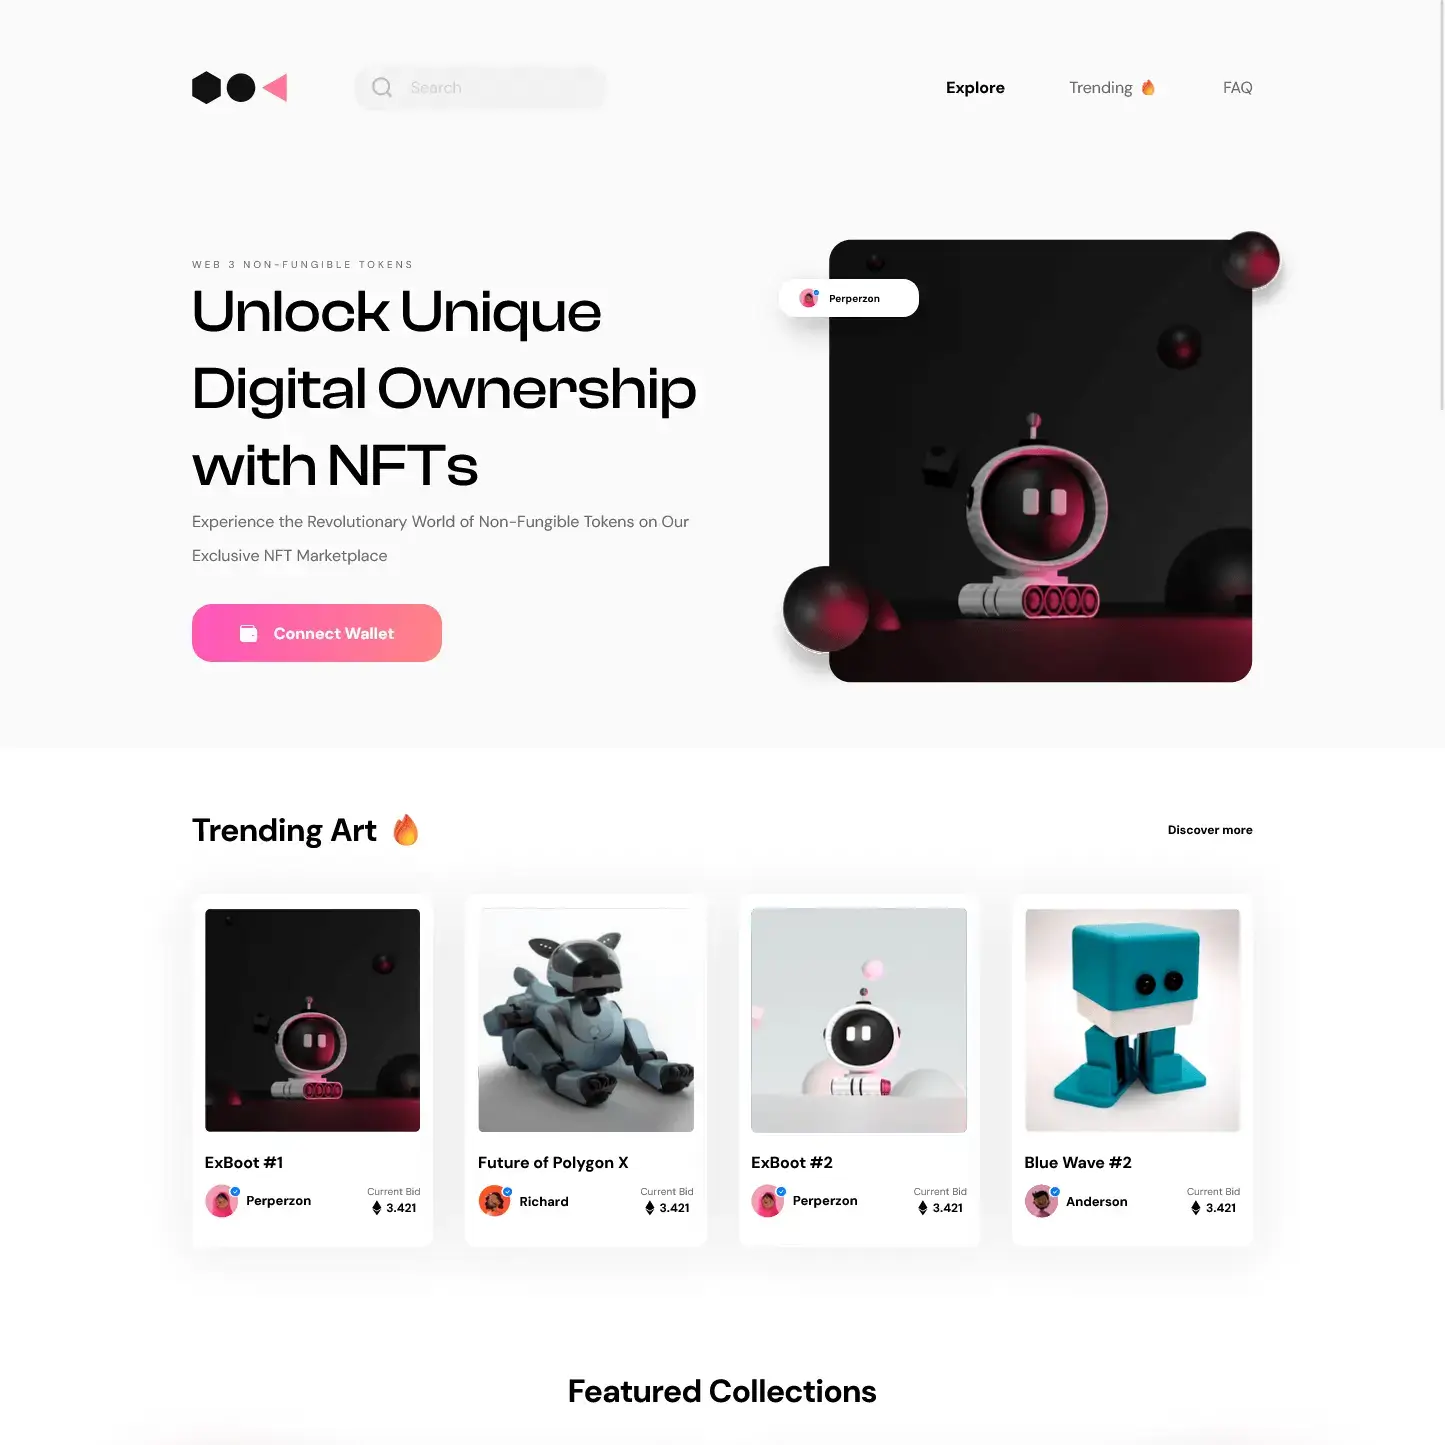 Search
Explore
Trending 🔥
FAQ
WEB 3 NON-FUNGIBLE TOKENS
Unlock Unique
Digital Ownership
with NFTs
Experience the Revolutionary World of Non-Fungible Tokens on Our
Exclusive NFT Marketplace
Connect Wallet
Perperzon
Trending Art 🔥
Discover more
ExBoot #1
Perperzon
Current Bid
3.421
Future of Polygon X
Richard
Current Bid
3.421
ExBoot #2
Perperzon
Current Bid
3.421
Blue Wave #2
Anderson
Current Bid
3.421
Featured Collections